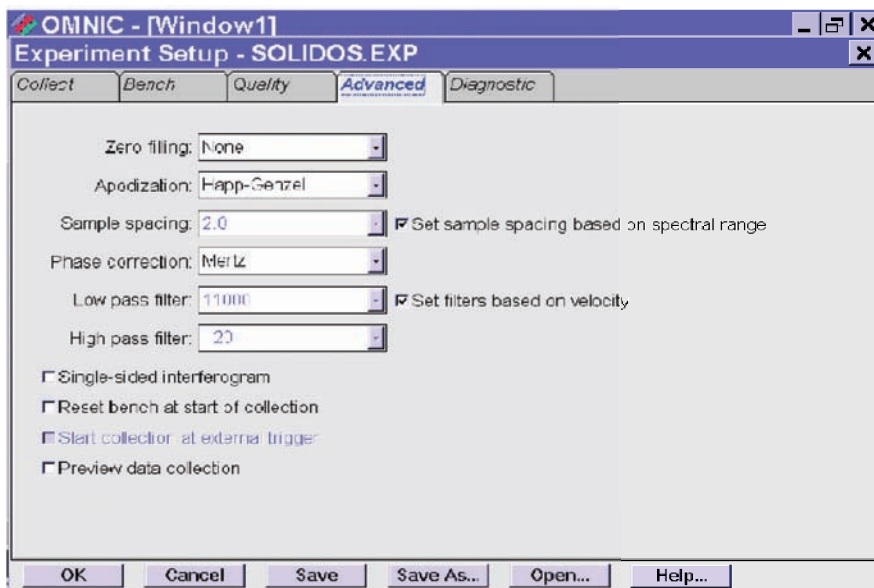 OMNIC - [Window1]
Experiment Setup - SOLIDOS.EXP
Collect Bench Quality Advanced Diagnostic
Zero filling: None
Apodization: Happ-Genzel
Sample spacing: 2.0 Set sample spacing based on spectral range
Phase correction: Mertz
Low pass filter: 11000 Set filters based on velocity
High pass filter: 20
Single-sided interferogram
Reset bench at start of collection
Start collection at external trigger
Preview data collection
OK Cancel Save Save As... Open... Help...